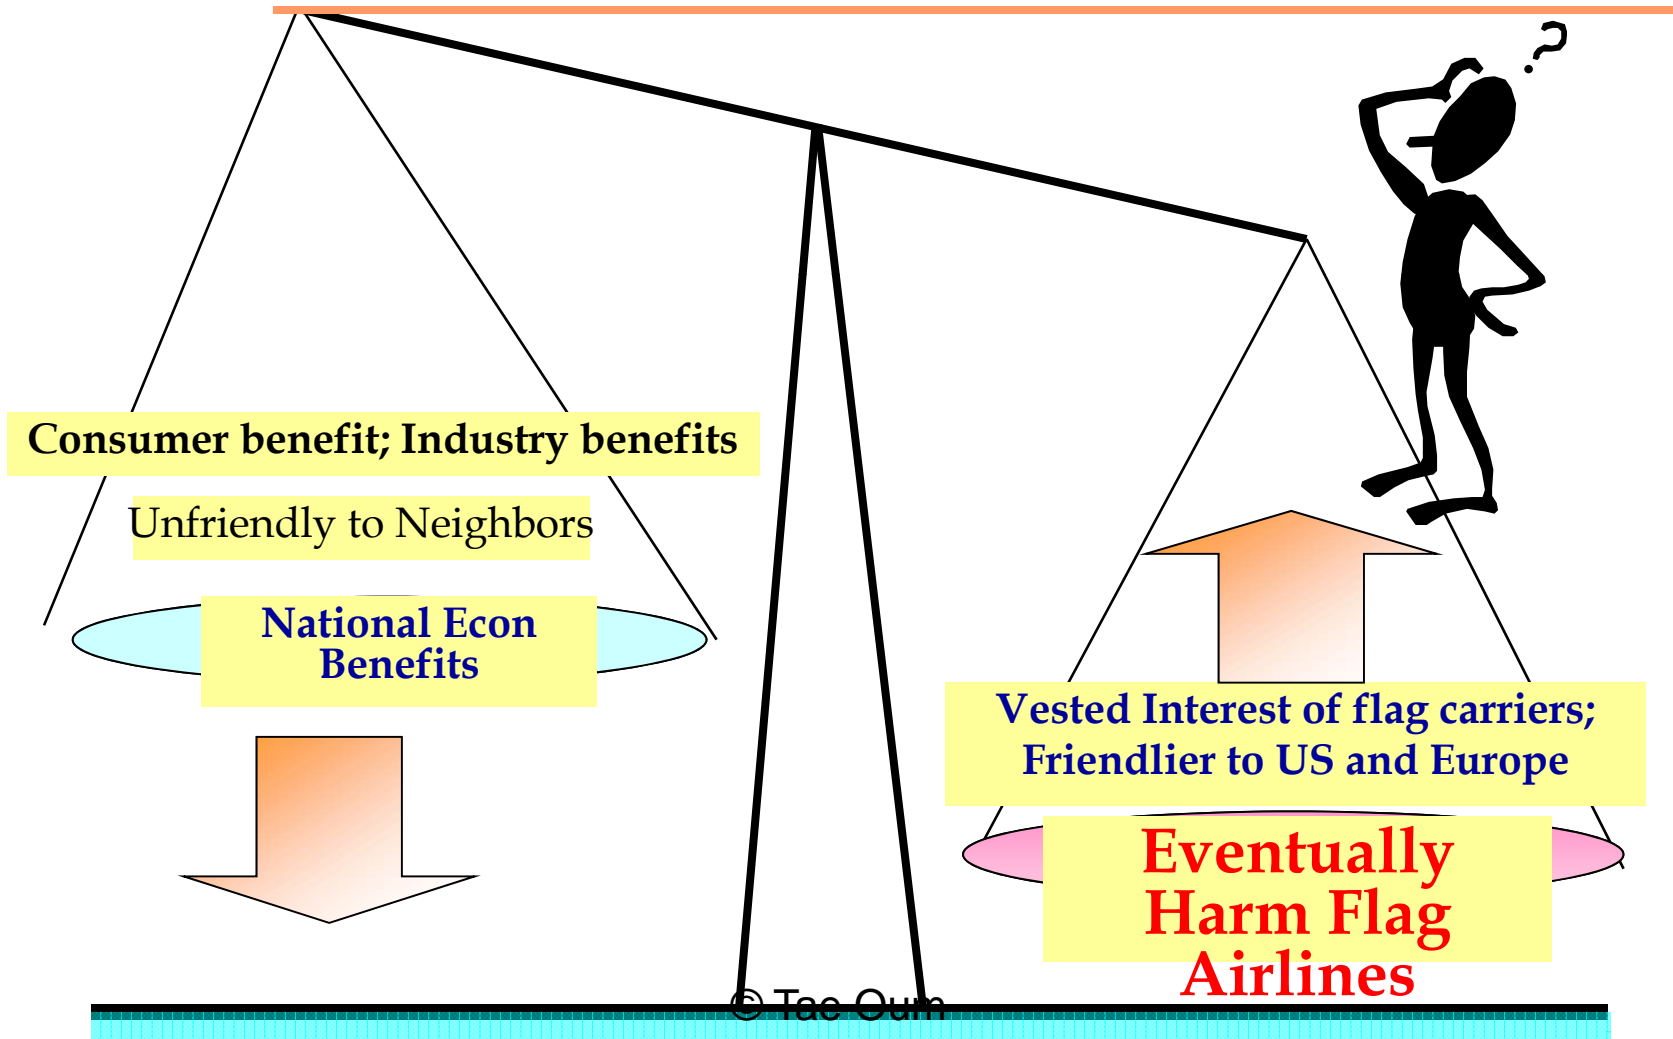 ?
Consumer benefit; Industry benefits
Unfriendly to Neighbors
National Econ
Benefits
Vested Interest of flag carriers;
Friendlier to US and Europe
Eventually
Harm Flag
Airlines
© Tae Oum